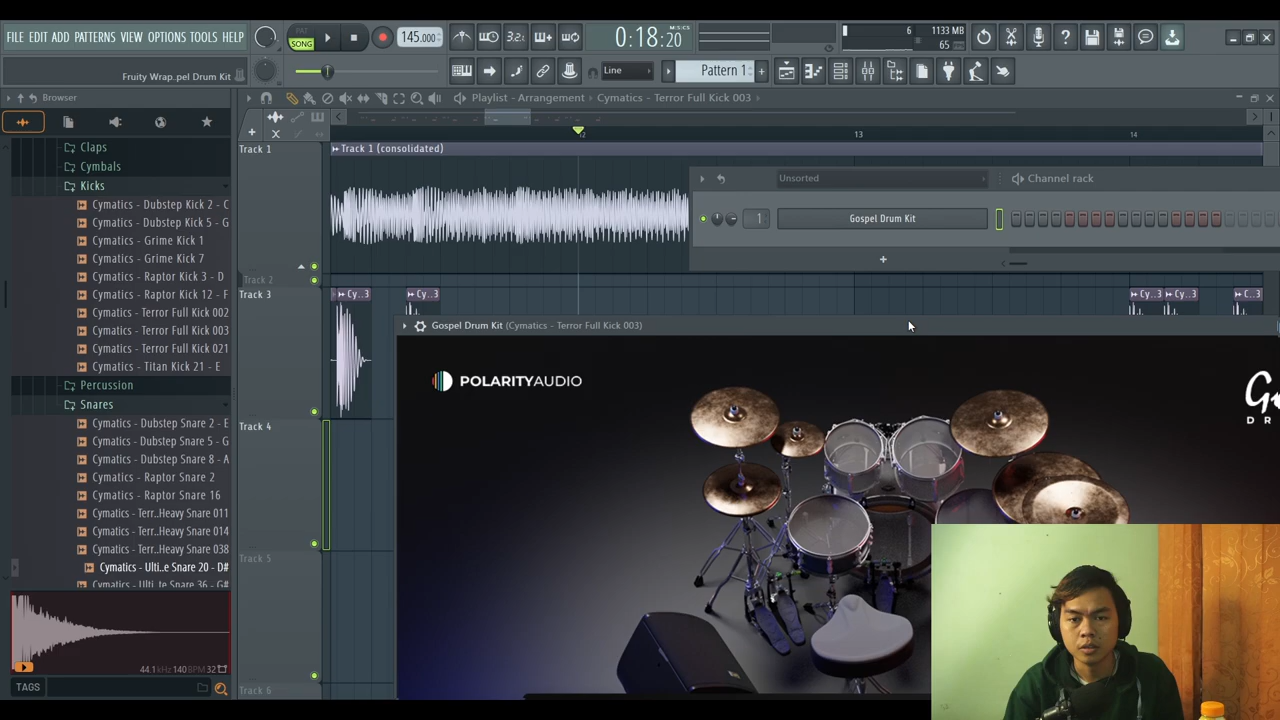 FILE EDIT ADD PATTERNS VIEW OPTIONS TOOLS HELP
PAT
SONG
145.000
3.2.
0:18:20
M:S:CS
6
1133 MB
65
Fruity Wrap..pel Drum Kit
Line
Pattern 1
Browser
Playlist - Arrangement
Cymatics - Terror Full Kick 003
Claps
Cymbals
Kicks
Cymatics - Dubstep Kick 2 - C
Cymatics - Dubstep Kick 5 - G
Cymatics - Grime Kick 1
Cymatics - Grime Kick 7
Cymatics - Raptor Kick 3 - D
Cymatics - Raptor Kick 12 - F
Cymatics - Terror Full Kick 002
Cymatics - Terror Full Kick 003
Cymatics - Terror Full Kick 021
Cymatics - Titan Kick 21 - E
Percussion
Snares
Cymatics - Dubstep Snare 2 - E
Cymatics - Dubstep Snare 5 - G
Cymatics - Dubstep Snare 8 - A
Cymatics - Raptor Snare 2
Cymatics - Raptor Snare 16
Cymatics - Terr..Heavy Snare 011
Cymatics - Terr..Heavy Snare 014
Cymatics - Terr..Heavy Snare 038
Cymatics - Ulti..e Snare 20 - D#
Cymatics - Ulti..te Snare 36 - G#
44.1kHz 140 BPM 32
TAGS
13
14
Track 1
Track 1 (consolidated)
Track 2
Track 3
Cy..3
Cy..3
Cy..3
Cy..3
C..3
Track 4
Track 5
Track 6
Unsorted
Channel rack
1
Gospel Drum Kit
Gospel Drum Kit (Cymatics - Terror Full Kick 003)
POLARITYAUDIO